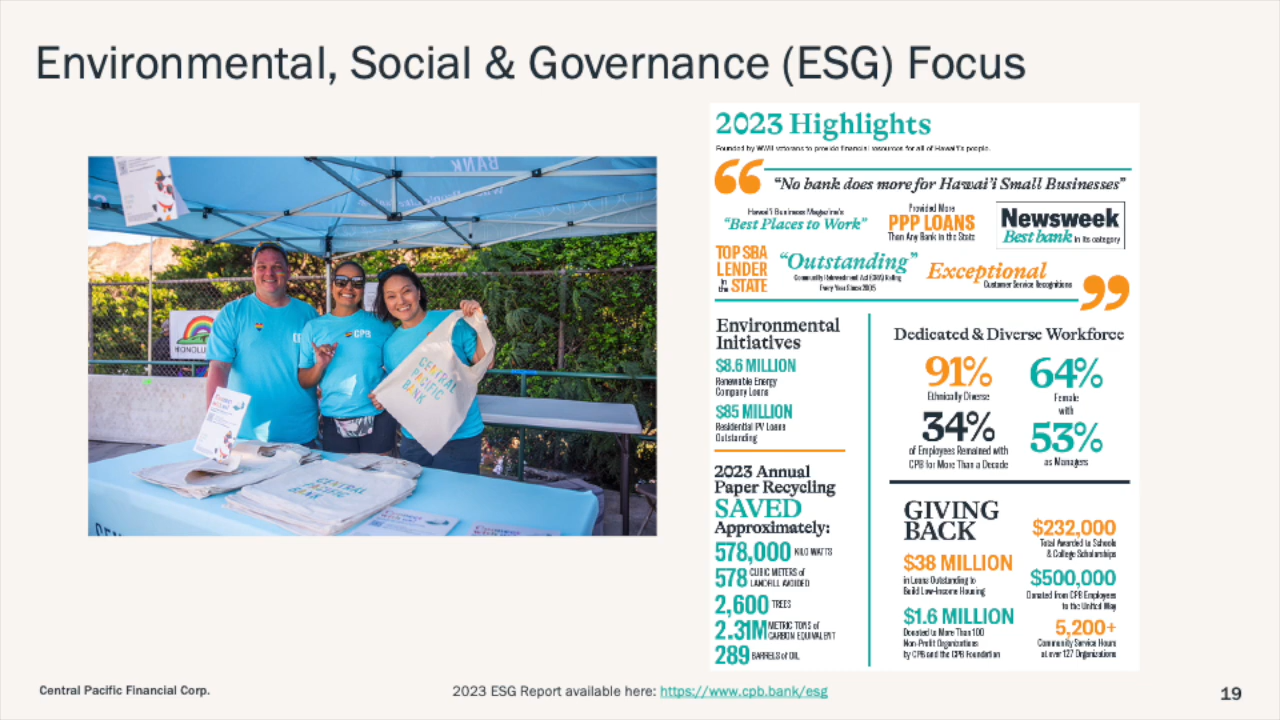 Environmental, Social & Governance (ESG) Focus
BANK
HONOLU
CPB
CENTRAL
PACIFIC
BANK
CENTRAL
PACIFIC
BANK
2023 Highlights
Founded by WWII veterans to provide financial resources for all of Hawai'i's people.
“No bank does more for Hawai'i Small Businesses”
Hawai'i Business Magazine's
“Best Places to Work”
Provided More
PPP LOANS
Than Any Bank in the State
Newsweek
Best bank in its category
TOP SBA
LENDER
in the STATE
“Outstanding”
Community Reinvestment Act (CRA) Rating
Every Year Since 2005
Exceptional
Customer Service Recognitions
Environmental
Initiatives
$8.6 MILLION
Renewable Energy
Company Loans
$85 MILLION
Residential PV Loans
Outstanding
2023 Annual
Paper Recycling
SAVED
Approximately:
578,000 KILO WATTS
578 CUBIC METERS of
LANDFILL AVOIDED
2,600 TREES
2.31M METRIC TONS of
CARBON EQUIVALENT
289 BARRELS of OIL
Dedicated & Diverse Workforce
91%
Ethnically Diverse
64%
Female
with
34%
of Employees Remained with
CPB for More Than a Decade
53%
as Managers
GIVING
BACK
$38 MILLION
in Loans Outstanding to
Build Low-Income Housing
$1.6 MILLION
Donated to More Than 100
Non-Profit Organizations
by CPB and the CPB Foundation
$232,000
Total Awarded to Schools
& College Scholarships
$500,000
Donated from CPB Employees
to the United Way
5,200+
Community Service Hours
at over 127 Organizations
Central Pacific Financial Corp.
2023 ESG Report available here: https://www.cpb.bank/esg
19